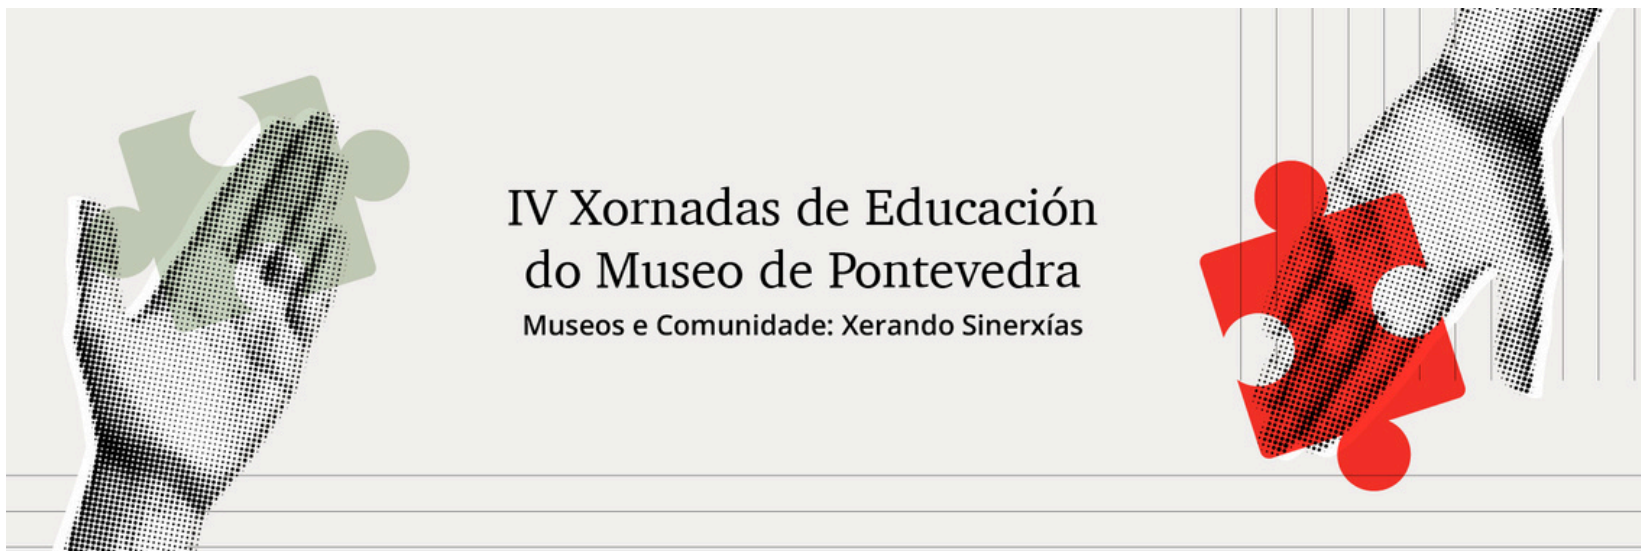 IV Xornadas de Educación
do Museo de Pontevedra
Museos e Comunidade: Xerando Sinerxías